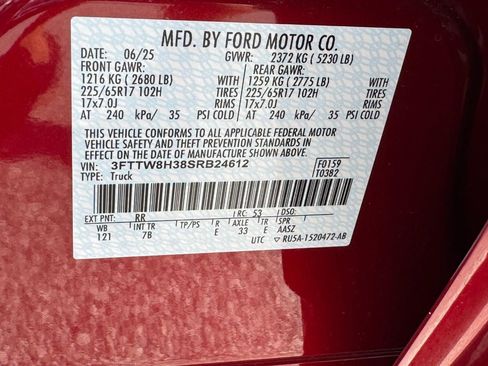 MFD. BY FORD MOTOR CO.
DATE: 06/25 GVWR: 2372 KG ( 5230 LB)
FRONT GAWR: REAR GAWR:
1216 KG ( 2680 LB) 1259 KG ( 2775 LB)
225/65R17 102H TIRES 225/65R17 102H TIRES
17x7.0J RIMS 17x7.0J RIMS
AT 240 kPa/ 35 PSI COLD AT 240 kPa/ 35 PSI COLD
THIS VEHICLE CONFORMS TO ALL APPLICABLE FEDERAL MOTOR
VEHICLE SAFETY AND THEFT PREVENTION STANDARDS IN
EFFECT ON THE DATE OF MANUFACTURE SHOWN ABOVE.
VIN: 3FTTW8H38SRB24612 F0159
TYPE: Truck T0382
EXT PNT: RR RC: 53 DSO:
WB INT TR TP/PS R AXLE TR SPR
121 7B E 33 E AASZ
UTC ▽ RU5A-1520472-AB